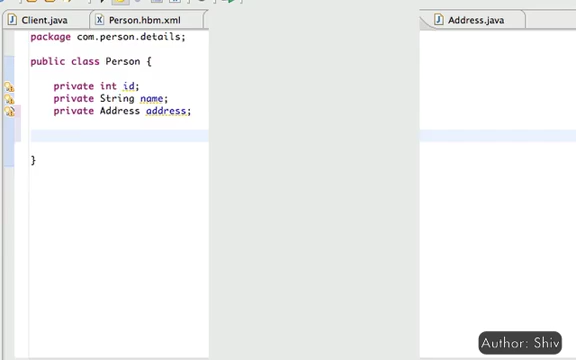 Client.java
Person.hbm.xml
Address.java
package com.person.details;
public class Person {
private int id;
private String name;
private Address address;
}
Author: Shiv